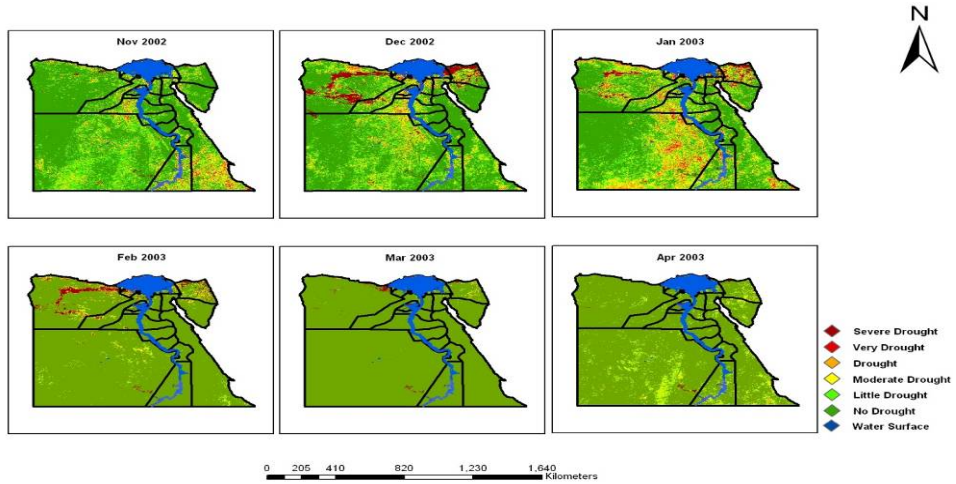 N
Nov 2002
Dec 2002
Jan 2003
Feb 2003
Mar 2003
Apr 2003
Severe Drought
Very Drought
Drought
Moderate Drought
Little Drought
No Drought
Water Surface
0 205 410 820 1,230 1,640
Kilometers